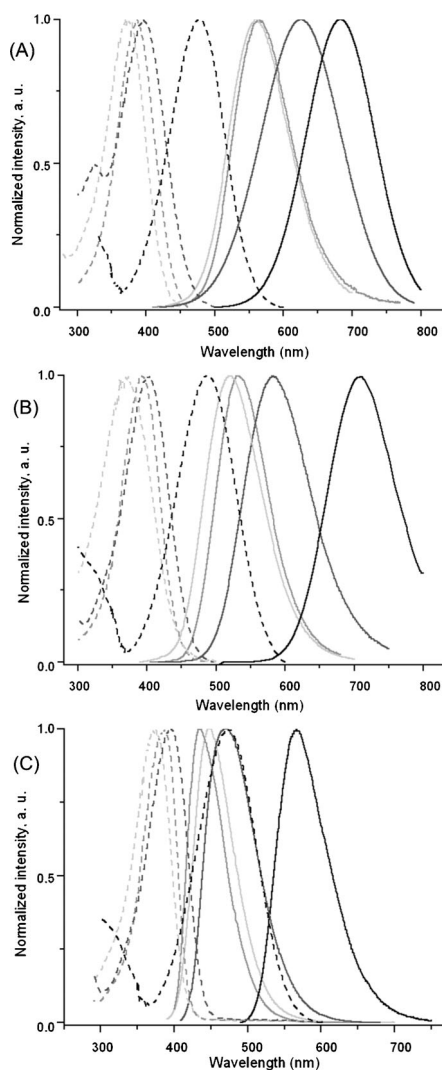 (A)
Normalized intensity, a. u.
1.0
0.5
0.0
300 400 500 600 700 800
Wavelength (nm)
(B)
Normalized intensity, a. u.
1.0
0.5
0.0
300 400 500 600 700 800
Wavelength (nm)
(C)
Normalized intensity, a. u.
1.0
0.5
0.0
300 400 500 600 700
Wavelength (nm)